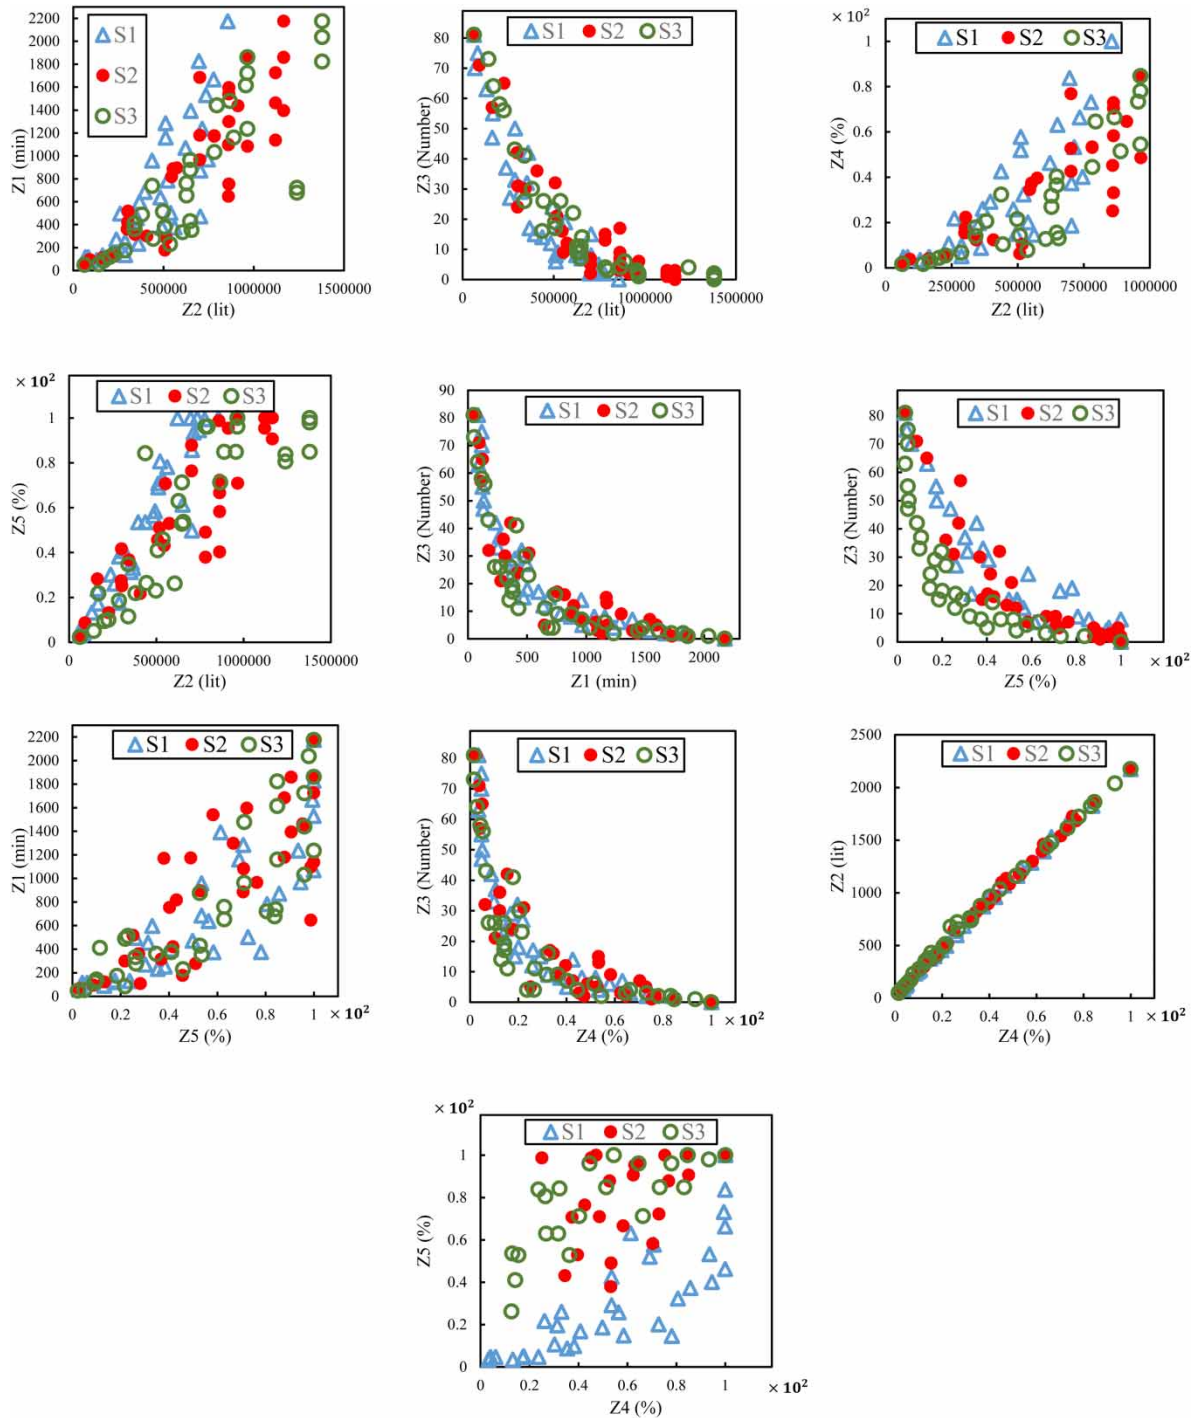 2200
2000
1800
1600
1400
1200
1000
800
600
400
200
0
Z1 (min)
S1
S2
S3
0 500000 1000000 1500000
Z2 (lit)
90
80
70
60
50
40
30
20
10
0
Z3 (Number)
S1 S2 S3
0 500000 1000000 1500000
Z2 (lit)
× 10²
1
0.8
0.6
0.4
0.2
0
Z4 (%)
S1 S2 S3
0 250000 500000 750000 1000000
Z2 (lit)
× 10²
1
0.8
0.6
0.4
0.2
0
Z5 (%)
S1 S2 S3
0 500000 1000000 1500000
Z2 (lit)
90
80
70
60
50
40
30
20
10
0
Z3 (Number)
S1 S2 S3
0 500 1000 1500 2000
Z1 (min)
90
80
70
60
50
40
30
20
10
0
Z3 (Number)
S1 S2 S3
0 0.2 0.4 0.6 0.8 1 × 10²
Z5 (%)
2200
2000
1800
1600
1400
1200
1000
800
600
400
200
0
Z1 (min)
S1 S2 S3
0 0.2 0.4 0.6 0.8 1 × 10²
Z5 (%)
90
80
70
60
50
40
30
20
10
0
Z3 (Number)
S1 S2 S3
0 0.2 0.4 0.6 0.8 1 × 10²
Z4 (%)
2500
2000
1500
1000
500
0
Z2 (lit)
S1 S2 S3
0 0.2 0.4 0.6 0.8 1 × 10²
Z4 (%)
× 10²
1
0.8
0.6
0.4
0.2
0
Z5 (%)
S1 S2 S3
0 0.2 0.4 0.6 0.8 1 × 10²
Z4 (%)